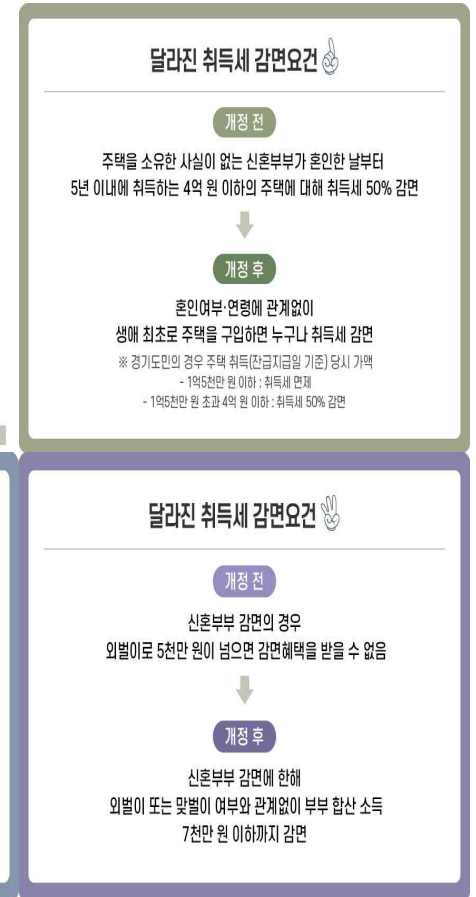 달라진 취득세 감면요건
개정 전
주택을 소유한 사실이 없는 신혼부부가 혼인한 날부터
5년 이내에 취득하는 4억 원 이하의 주택에 대해 취득세 50% 감면
개정 후
혼인여부·연령에 관계없이
생애 최초로 주택을 구입하면 누구나 취득세 감면
※ 경기도민의 경우 주택 취득(잔급지급일 기준) 당시 가액
- 1억5천만 원 이하 : 취득세 면제
- 1억5천만 원 초과 4억 원 이하 : 취득세 50% 감면
달라진 취득세 감면요건
개정 전
신혼부부 감면의 경우
외벌이로 5천만 원이 넘으면 감면혜택을 받을 수 없음
개정 후
신혼부부 감면에 한해
외벌이 또는 맞벌이 여부와 관계없이 부부 합산 소득
7천만 원 이하까지 감면